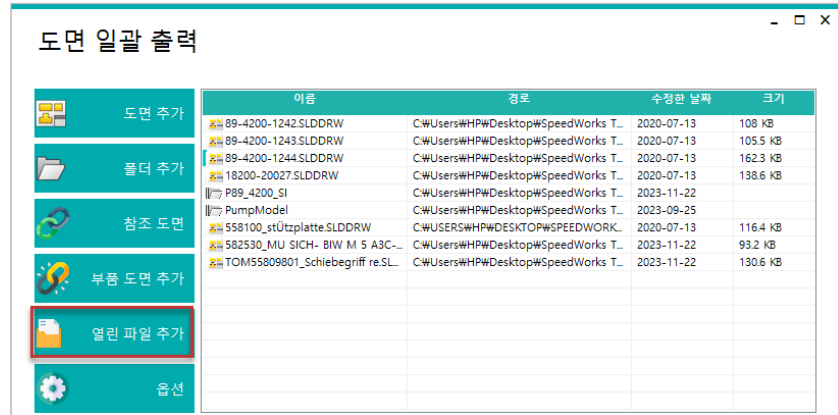 도면 일괄 출력
도면 추가
폴더 추가
참조 도면
부품 도면 추가
열린 파일 추가
옵션
이름 경로 수정한 날짜 크기
89-4200-1242.SLDDRW C:₩Users₩HP₩Desktop₩SpeedWorks T... 2020-07-13 108 KB
89-4200-1243.SLDDRW C:₩Users₩HP₩Desktop₩SpeedWorks T... 2020-07-13 105.5 KB
89-4200-1244.SLDDRW C:₩Users₩HP₩Desktop₩SpeedWorks T... 2020-07-13 162.3 KB
18200-20027.SLDDRW C:₩Users₩HP₩Desktop₩SpeedWorks T... 2020-07-13 138.6 KB
P89_4200_SI C:₩Users₩HP₩Desktop₩SpeedWorks T... 2023-11-22
PumpModel C:₩Users₩HP₩Desktop₩SpeedWorks T... 2023-09-25
558100_stÜtzplatte.SLDDRW C:₩USERS₩HP₩DESKTOP₩SPEEDWORK... 2020-07-13 116.4 KB
582530_MU SICH- BIW M 5 A3C-... C:₩Users₩HP₩Desktop₩SpeedWorks T... 2023-11-22 93.2 KB
TOM55809801_Schiebegriff re.SL... C:₩Users₩HP₩Desktop₩SpeedWorks T... 2023-11-22 130.6 KB